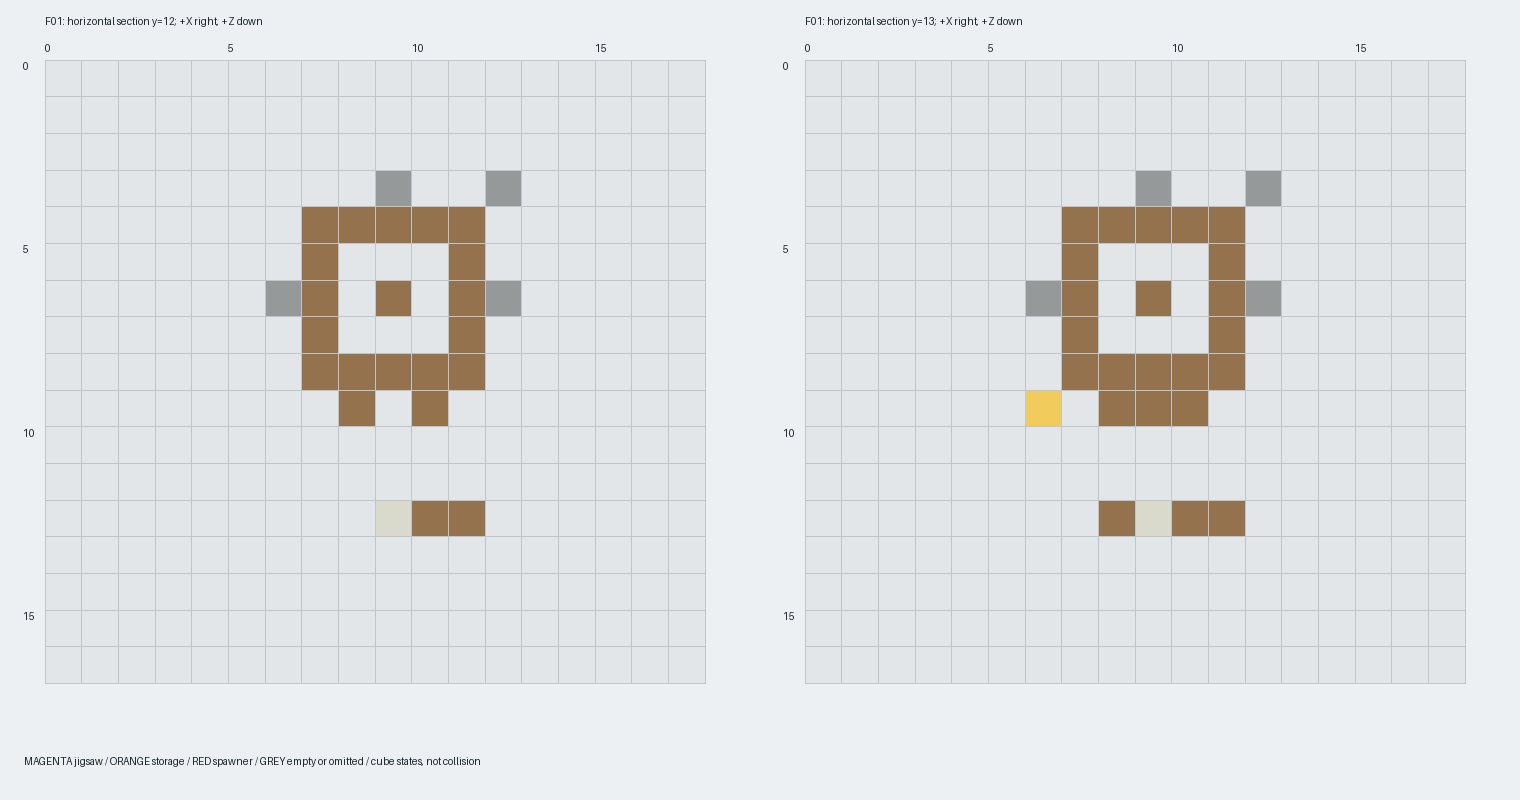 F01: horizontal section y=12; +X right, +Z down
0 5 10 15
0
5
10
15
F01: horizontal section y=13; +X right, +Z down
0 5 10 15
0
5
10
15
MAGENTA jigsaw / ORANGE storage / RED spawner / GREY empty or omitted / cube states, not collision